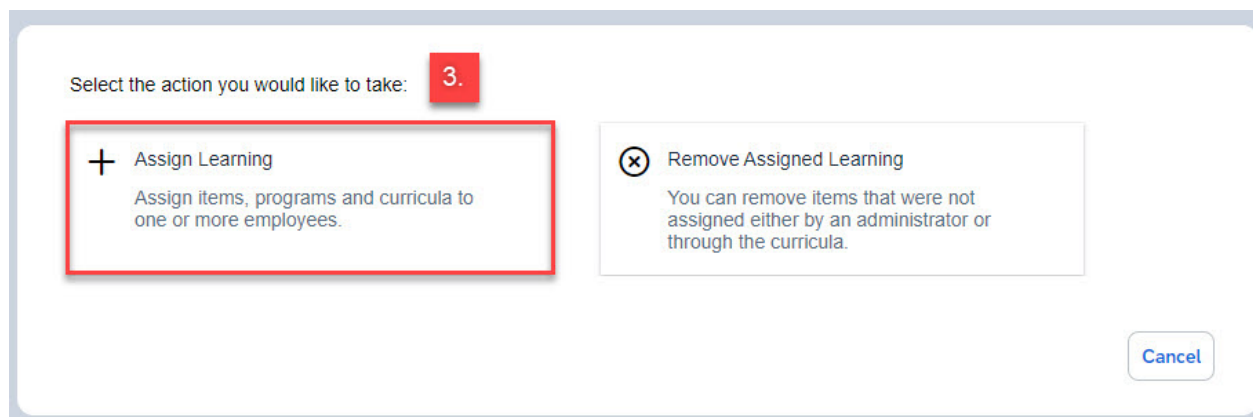 Select the action you would like to take:
3.
Assign Learning
Assign items, programs and curricula to
one or more employees.
Remove Assigned Learning
You can remove items that were not
assigned either by an administrator or
through the curricula.
Cancel